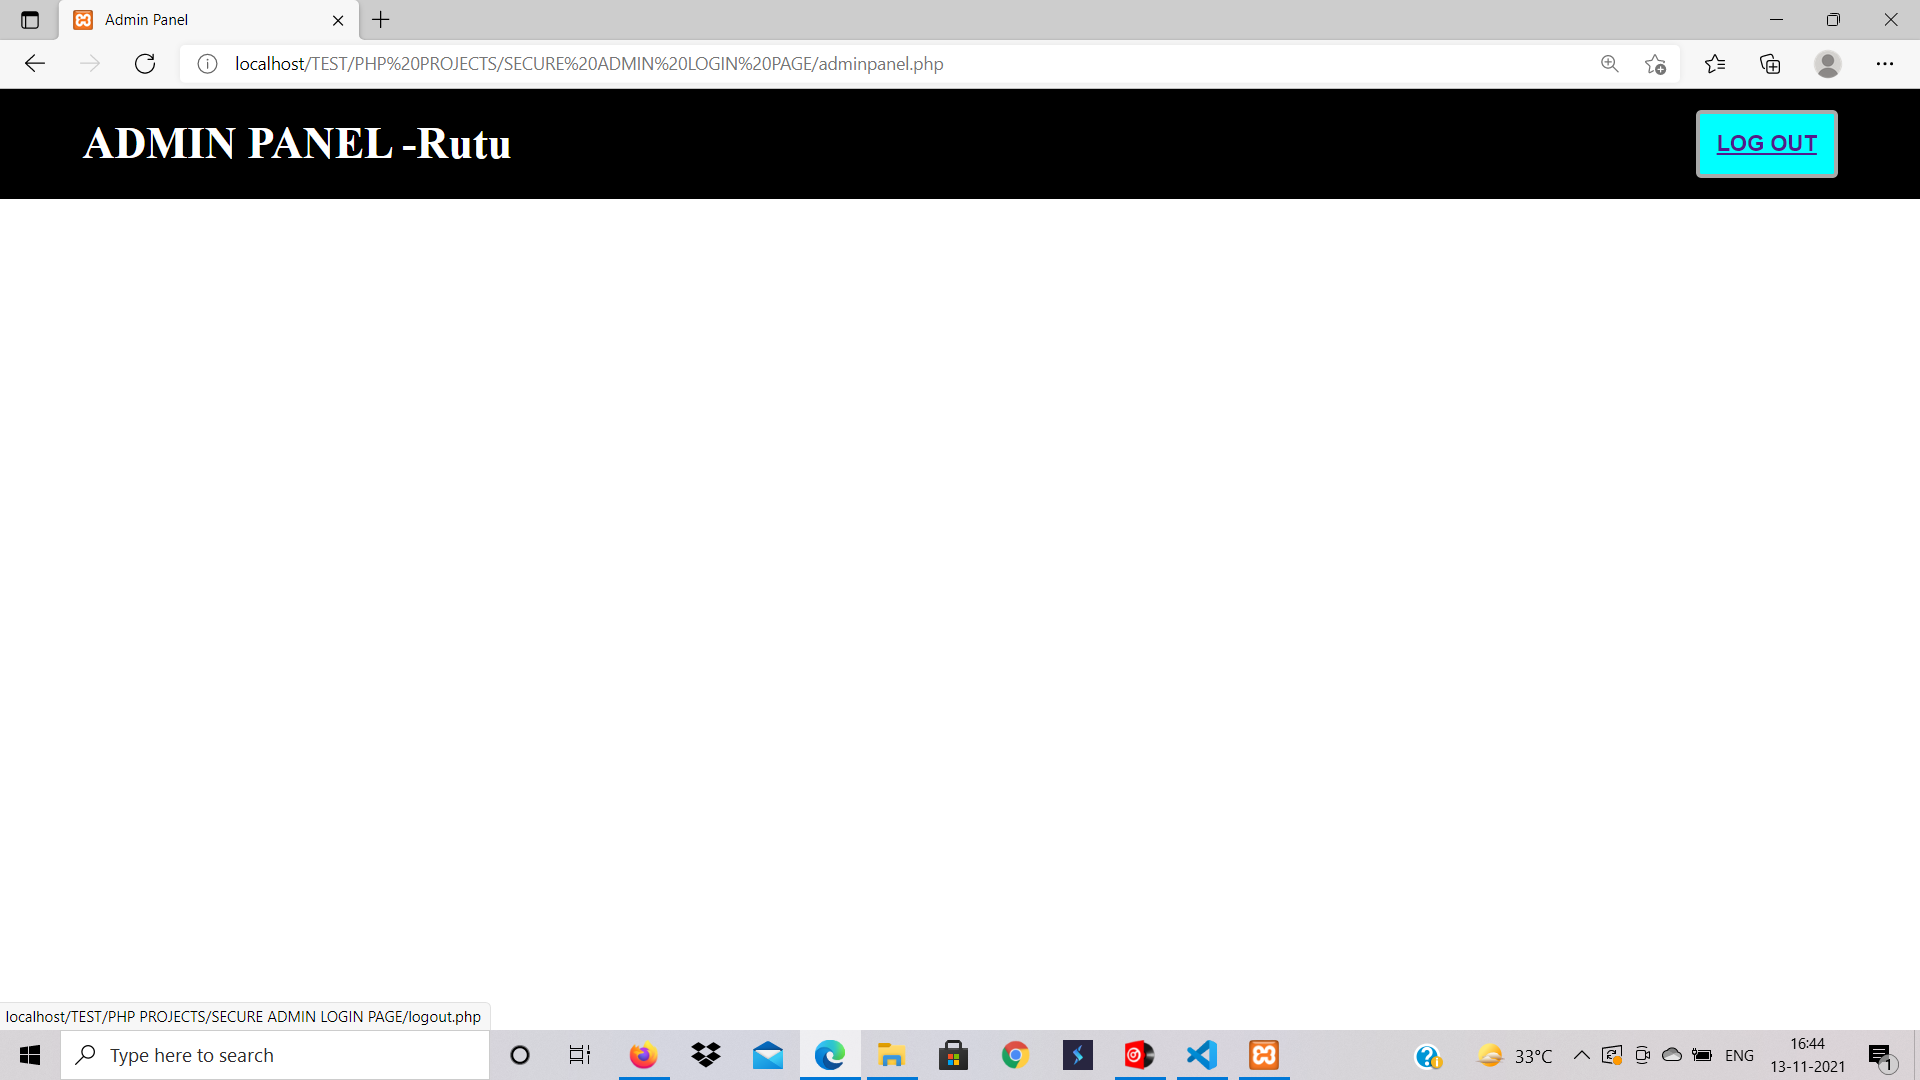 Admin Panel
localhost/TEST/PHP%20PROJECTS/SECURE%20ADMIN%20LOGIN%20PAGE/adminpanel.php
ADMIN PANEL -Rutu
LOG OUT
localhost/TEST/PHP PROJECTS/SECURE ADMIN LOGIN PAGE/logout.php
Type here to search
33°C
ENG
16:44
13-11-2021
1